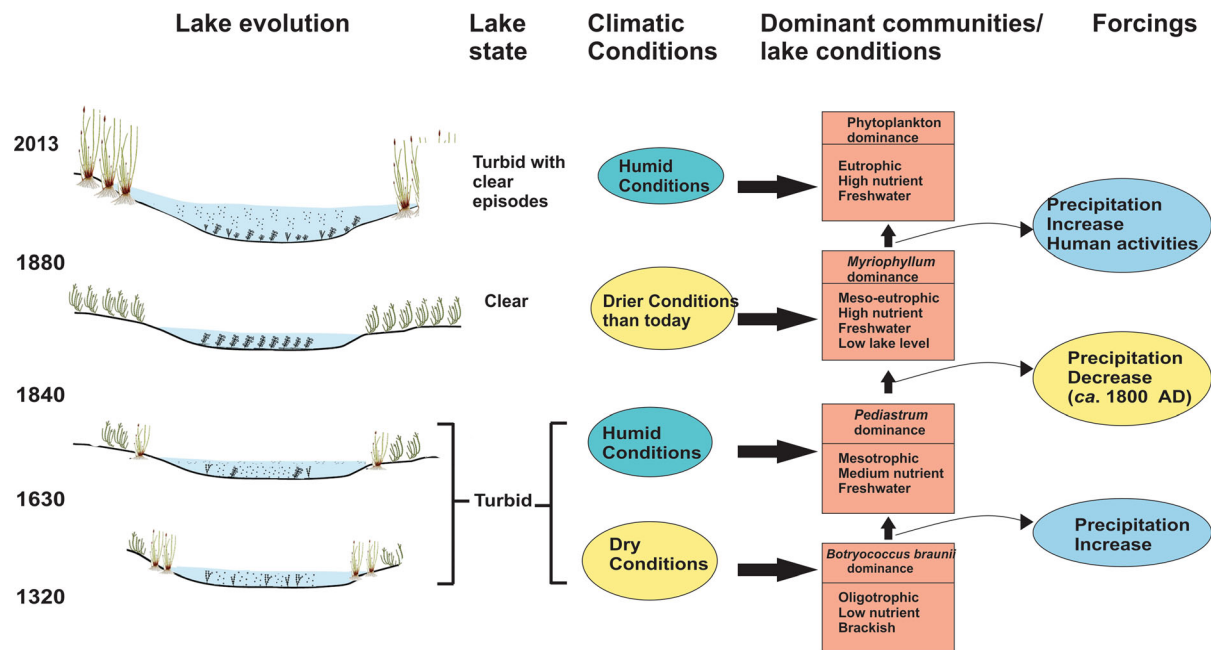 Lake evolution
Lake
state
Climatic
Conditions
Dominant communities/
lake conditions
Forcings
2013
Turbid with
clear
episodes
Humid
Conditions
Phytoplankton
dominance
Eutrophic
High nutrient
Freshwater
Precipitation
Increase
Human activities
1880
Clear
Drier Conditions
than today
Myriophyllum
dominance
Meso-eutrophic
High nutrient
Freshwater
Low lake level
Precipitation
Decrease
(ca. 1800 AD)
1840
Humid
Conditions
Pediastrum
dominance
Mesotrophic
Medium nutrient
Freshwater
1630
Turbid
Precipitation
Increase
Dry
Conditions
Botryococcus braunii
dominance
Oligotrophic
Low nutrient
Brackish
1320